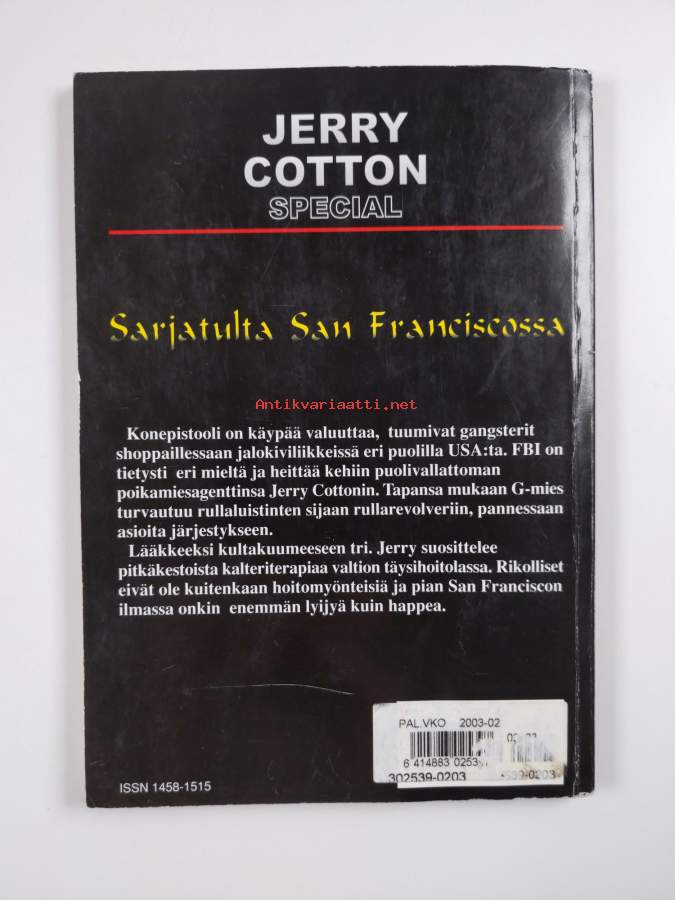 JERRY
COTTON
SPECIAL
Sarjatulta San Franciscossa
Antikvariaatti.net
Konepistooli on käypää valuuttaa, tuumivat gangsterit
shoppaillessaan jalokiviliikkeissä eri puolilla USA:ta. FBI on
tietysti eri mieltä ja heittää kehiin puolivallattoman
poikamiesagenttinsa Jerry Cottonin. Tapansa mukaan G-mies
turvautuu rullaluistinten sijaan rullarevolveriin, pannessaan
asioita järjestykseen.
Lääkkeeksi kultakuumeeseen tri. Jerry suosittelee
pitkäkestoista kalteriterapiaa valtion täysihoitolassa. Rikolliset
eivät ole kuitenkaan hoitomyönteisiä ja pian San Franciscon
ilmassa onkin enemmän lyijyä kuin happea.
PAL.VKO 2003-02
6 414883 0253
302539-0203
ISSN 1458-1515